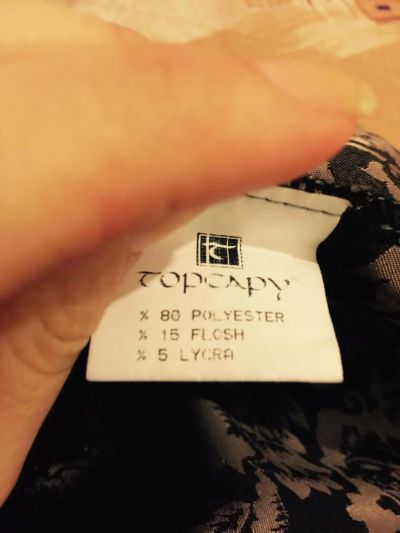 TOPCAPY
% 80 POLYESTER
% 15 FLOSH
% 5 LYCRA